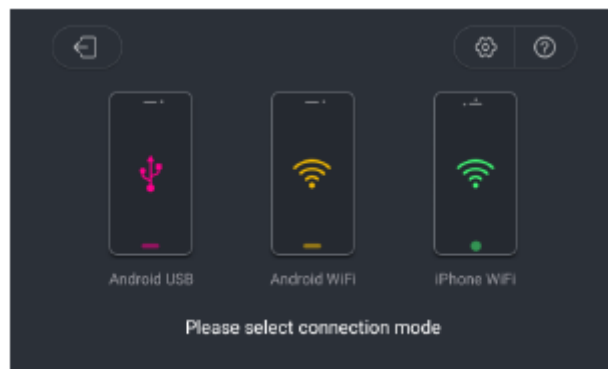 Android USB
Android WiFi
iPhone WiFi
Please select connection mode